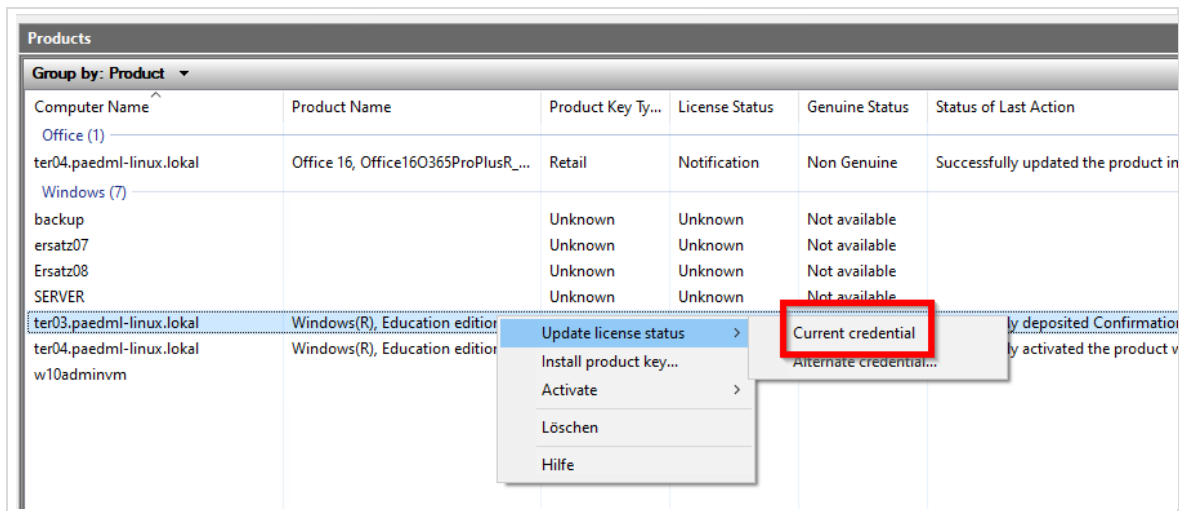 Products
Group by: Product
Computer Name Product Name Product Key Ty... License Status Genuine Status Status of Last Action
Office (1)
ter04.paedml-linux.lokal Office 16, Office16O365ProPlusR_... Retail Notification Non Genuine Successfully updated the product in
Windows (7)
backup Unknown Unknown Not available
ersatz07 Unknown Unknown Not available
Ersatz08 Unknown Unknown Not available
SERVER Unknown Unknown Not available
ter03.paedml-linux.lokal Windows(R), Education edition ly deposited Confirmation
ter04.paedml-linux.lokal Windows(R), Education edition ly activated the product w
w10adminvm
Update license status
Install product key...
Activate
Löschen
Hilfe
Current credential
Alternate credential...